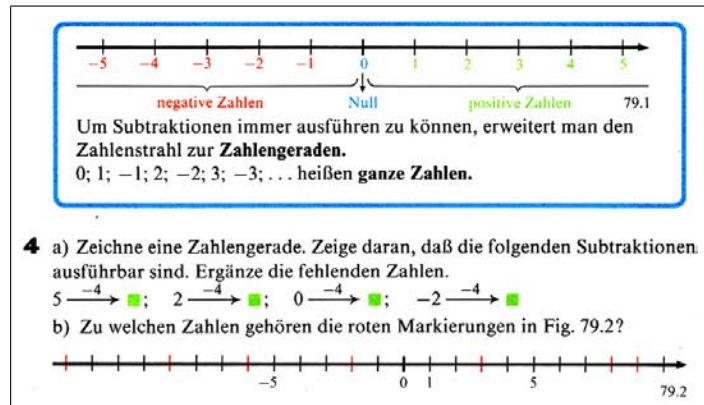 −5 −4 −3 −2 −1 0 1 2 3 4 5
negative Zahlen Null positive Zahlen 79.1
Um Subtraktionen immer ausführen zu können, erweitert man den
Zahlenstrahl zur Zahlengeraden.
0; 1; −1; 2; −2; 3; −3; . . . heißen ganze Zahlen.
4 a) Zeichne eine Zahlengerade. Zeige daran, daß die folgenden Subtraktionen
ausführbar sind. Ergänze die fehlenden Zahlen.
5 −4 ; 2 −4 ; 0 −4 ; −2 −4
b) Zu welchen Zahlen gehören die roten Markierungen in Fig. 79.2?
−5 0 1 5 79.2